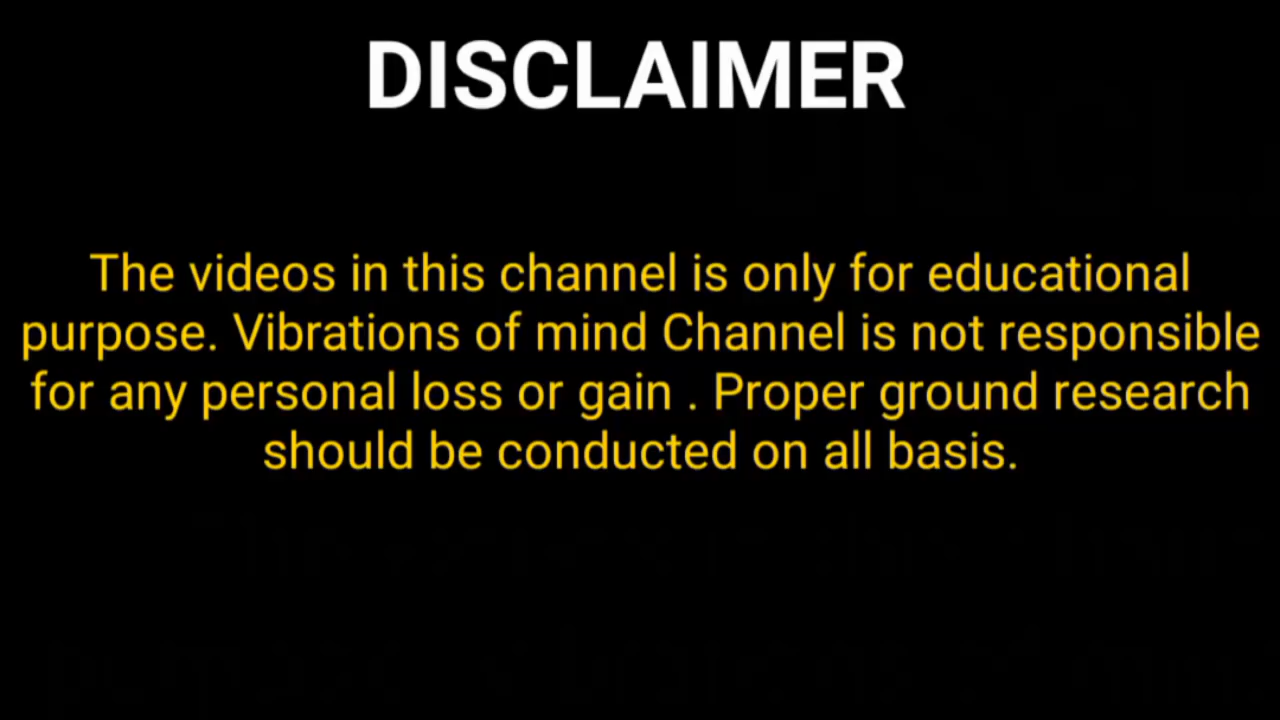 DISCLAIMER
The videos in this channel is only for educational
purpose. Vibrations of mind Channel is not responsible
for any personal loss or gain . Proper ground research
should be conducted on all basis.